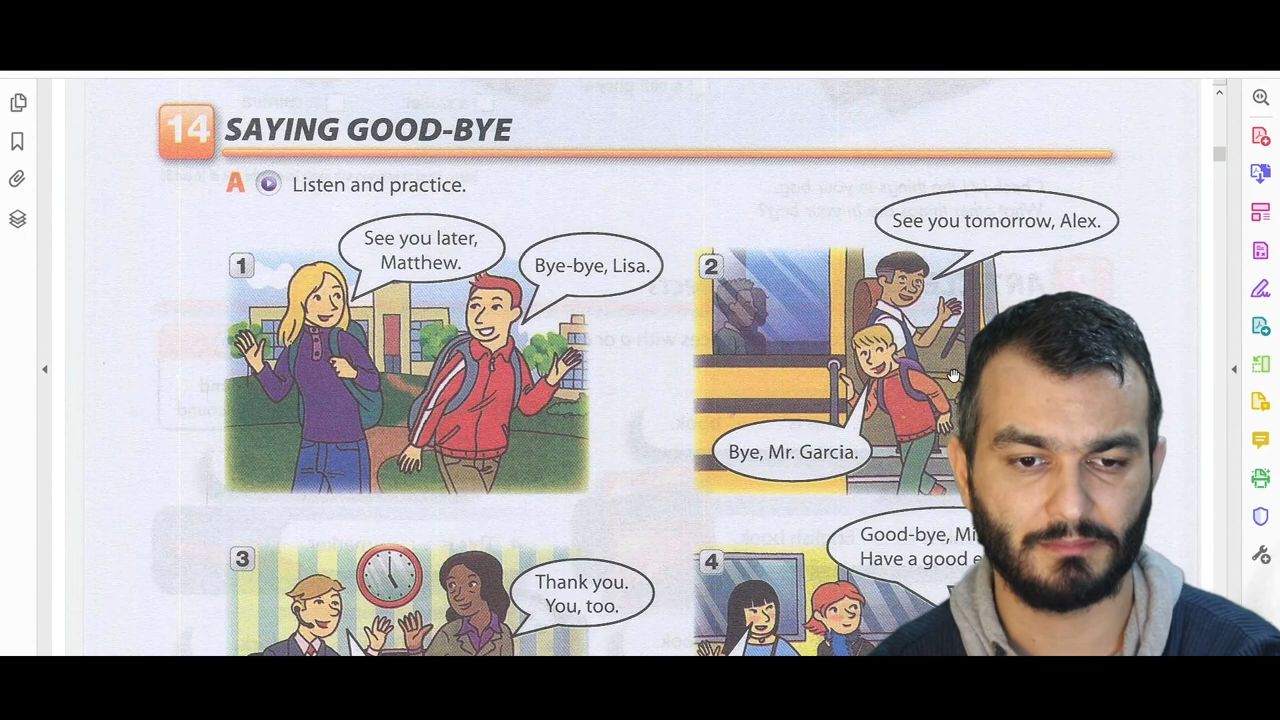 14 SAYING GOOD-BYE
A Listen and practice.
1
See you later,
Matthew.
Bye-bye, Lisa.
2
See you tomorrow, Alex.
Bye, Mr. Garcia.
3
Thank you.
You, too.
4
Good-bye,
Have a good